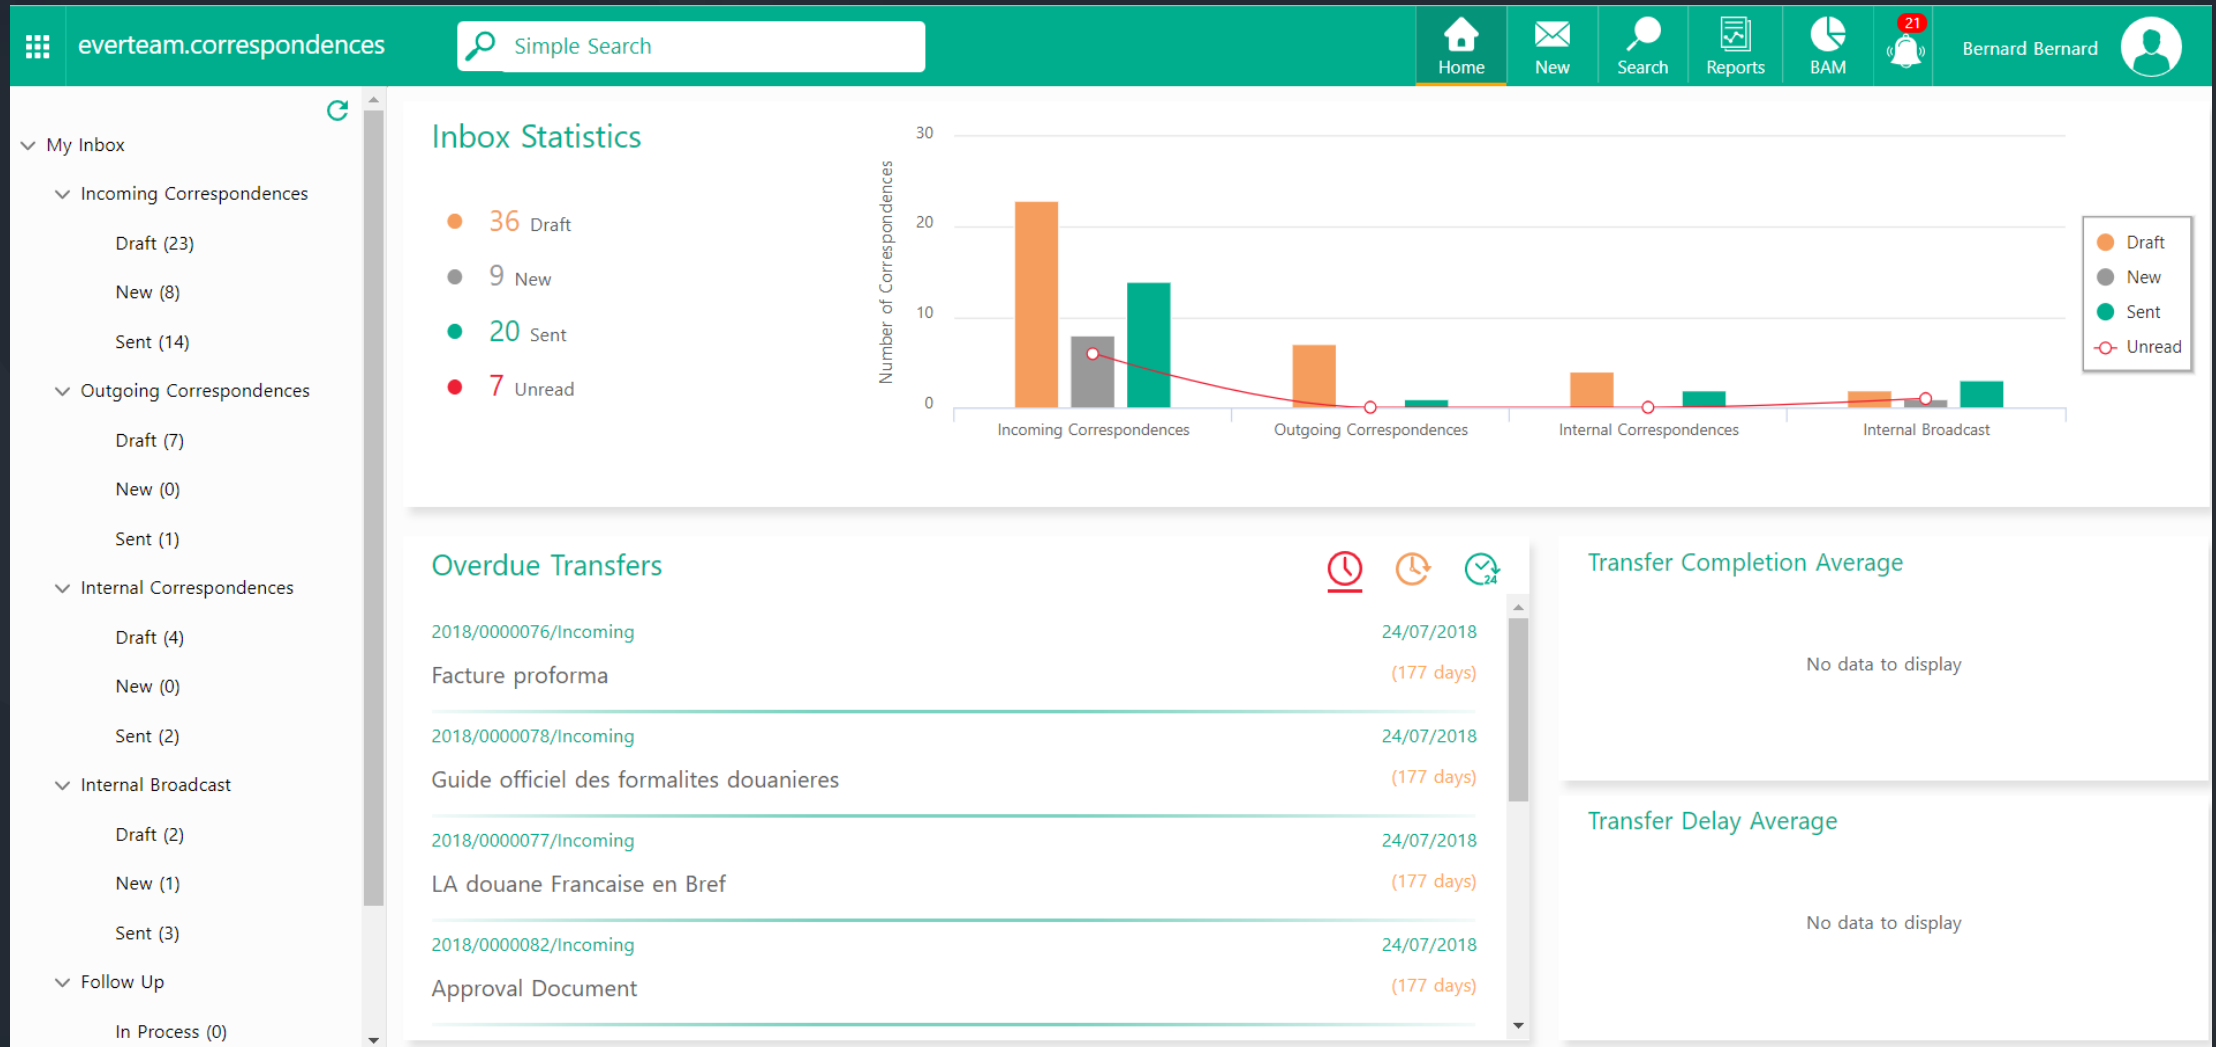 everteam.correspondences
Simple Search
Home
New
Search
Reports
BAM
21
Bernard Bernard
My Inbox
Incoming Correspondences
Draft (23)
New (8)
Sent (14)
Outgoing Correspondences
Draft (7)
New (0)
Sent (1)
Internal Correspondences
Draft (4)
New (0)
Sent (2)
Internal Broadcast
Draft (2)
New (1)
Sent (3)
Follow Up
In Process (0)
Inbox Statistics
36 Draft
9 New
20 Sent
7 Unread
Number of Correspondences
30
20
10
0
Incoming Correspondences
Outgoing Correspondences
Internal Correspondences
Internal Broadcast
Draft
New
Sent
Unread
Overdue Transfers
24
2018/0000076/Incoming 24/07/2018
Facture proforma (177 days)
2018/0000078/Incoming 24/07/2018
Guide officiel des formalites douanieres (177 days)
2018/0000077/Incoming 24/07/2018
LA douane Francaise en Bref (177 days)
2018/0000082/Incoming 24/07/2018
Approval Document (177 days)
Transfer Completion Average
No data to display
Transfer Delay Average
No data to display